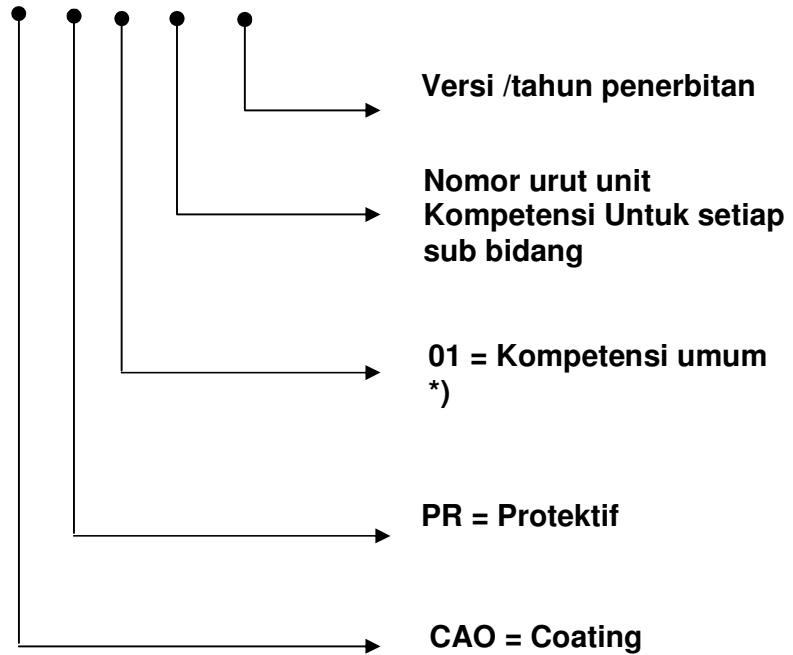 Versi /tahun penerbitan
Nomor urut unit
Kompetensi Untuk setiap
sub bidang
01 = Kompetensi umum
*)
PR = Protektif
CAO = Coating